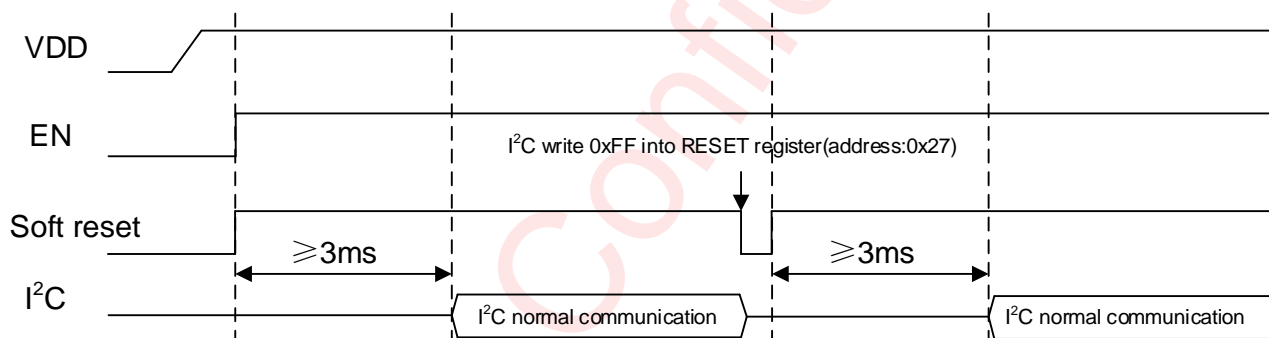 VDD
EN
I²C write 0xFF into RESET register(address:0x27)
Soft reset
≥3ms ≥3ms
I²C
I²C normal communication I²C normal communication